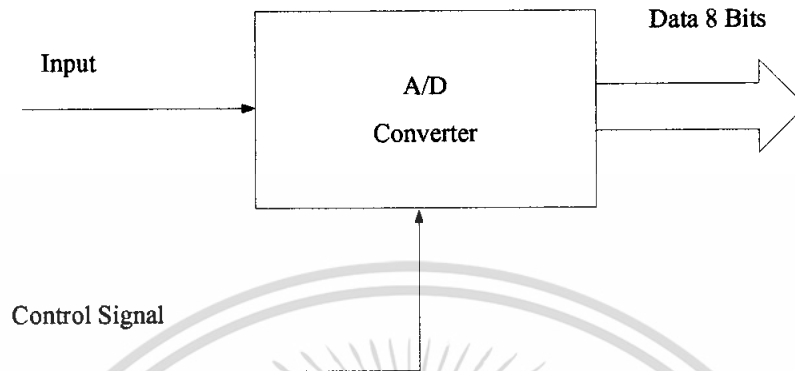 Data 8 Bits
Input
A/D
Converter
Control Signal